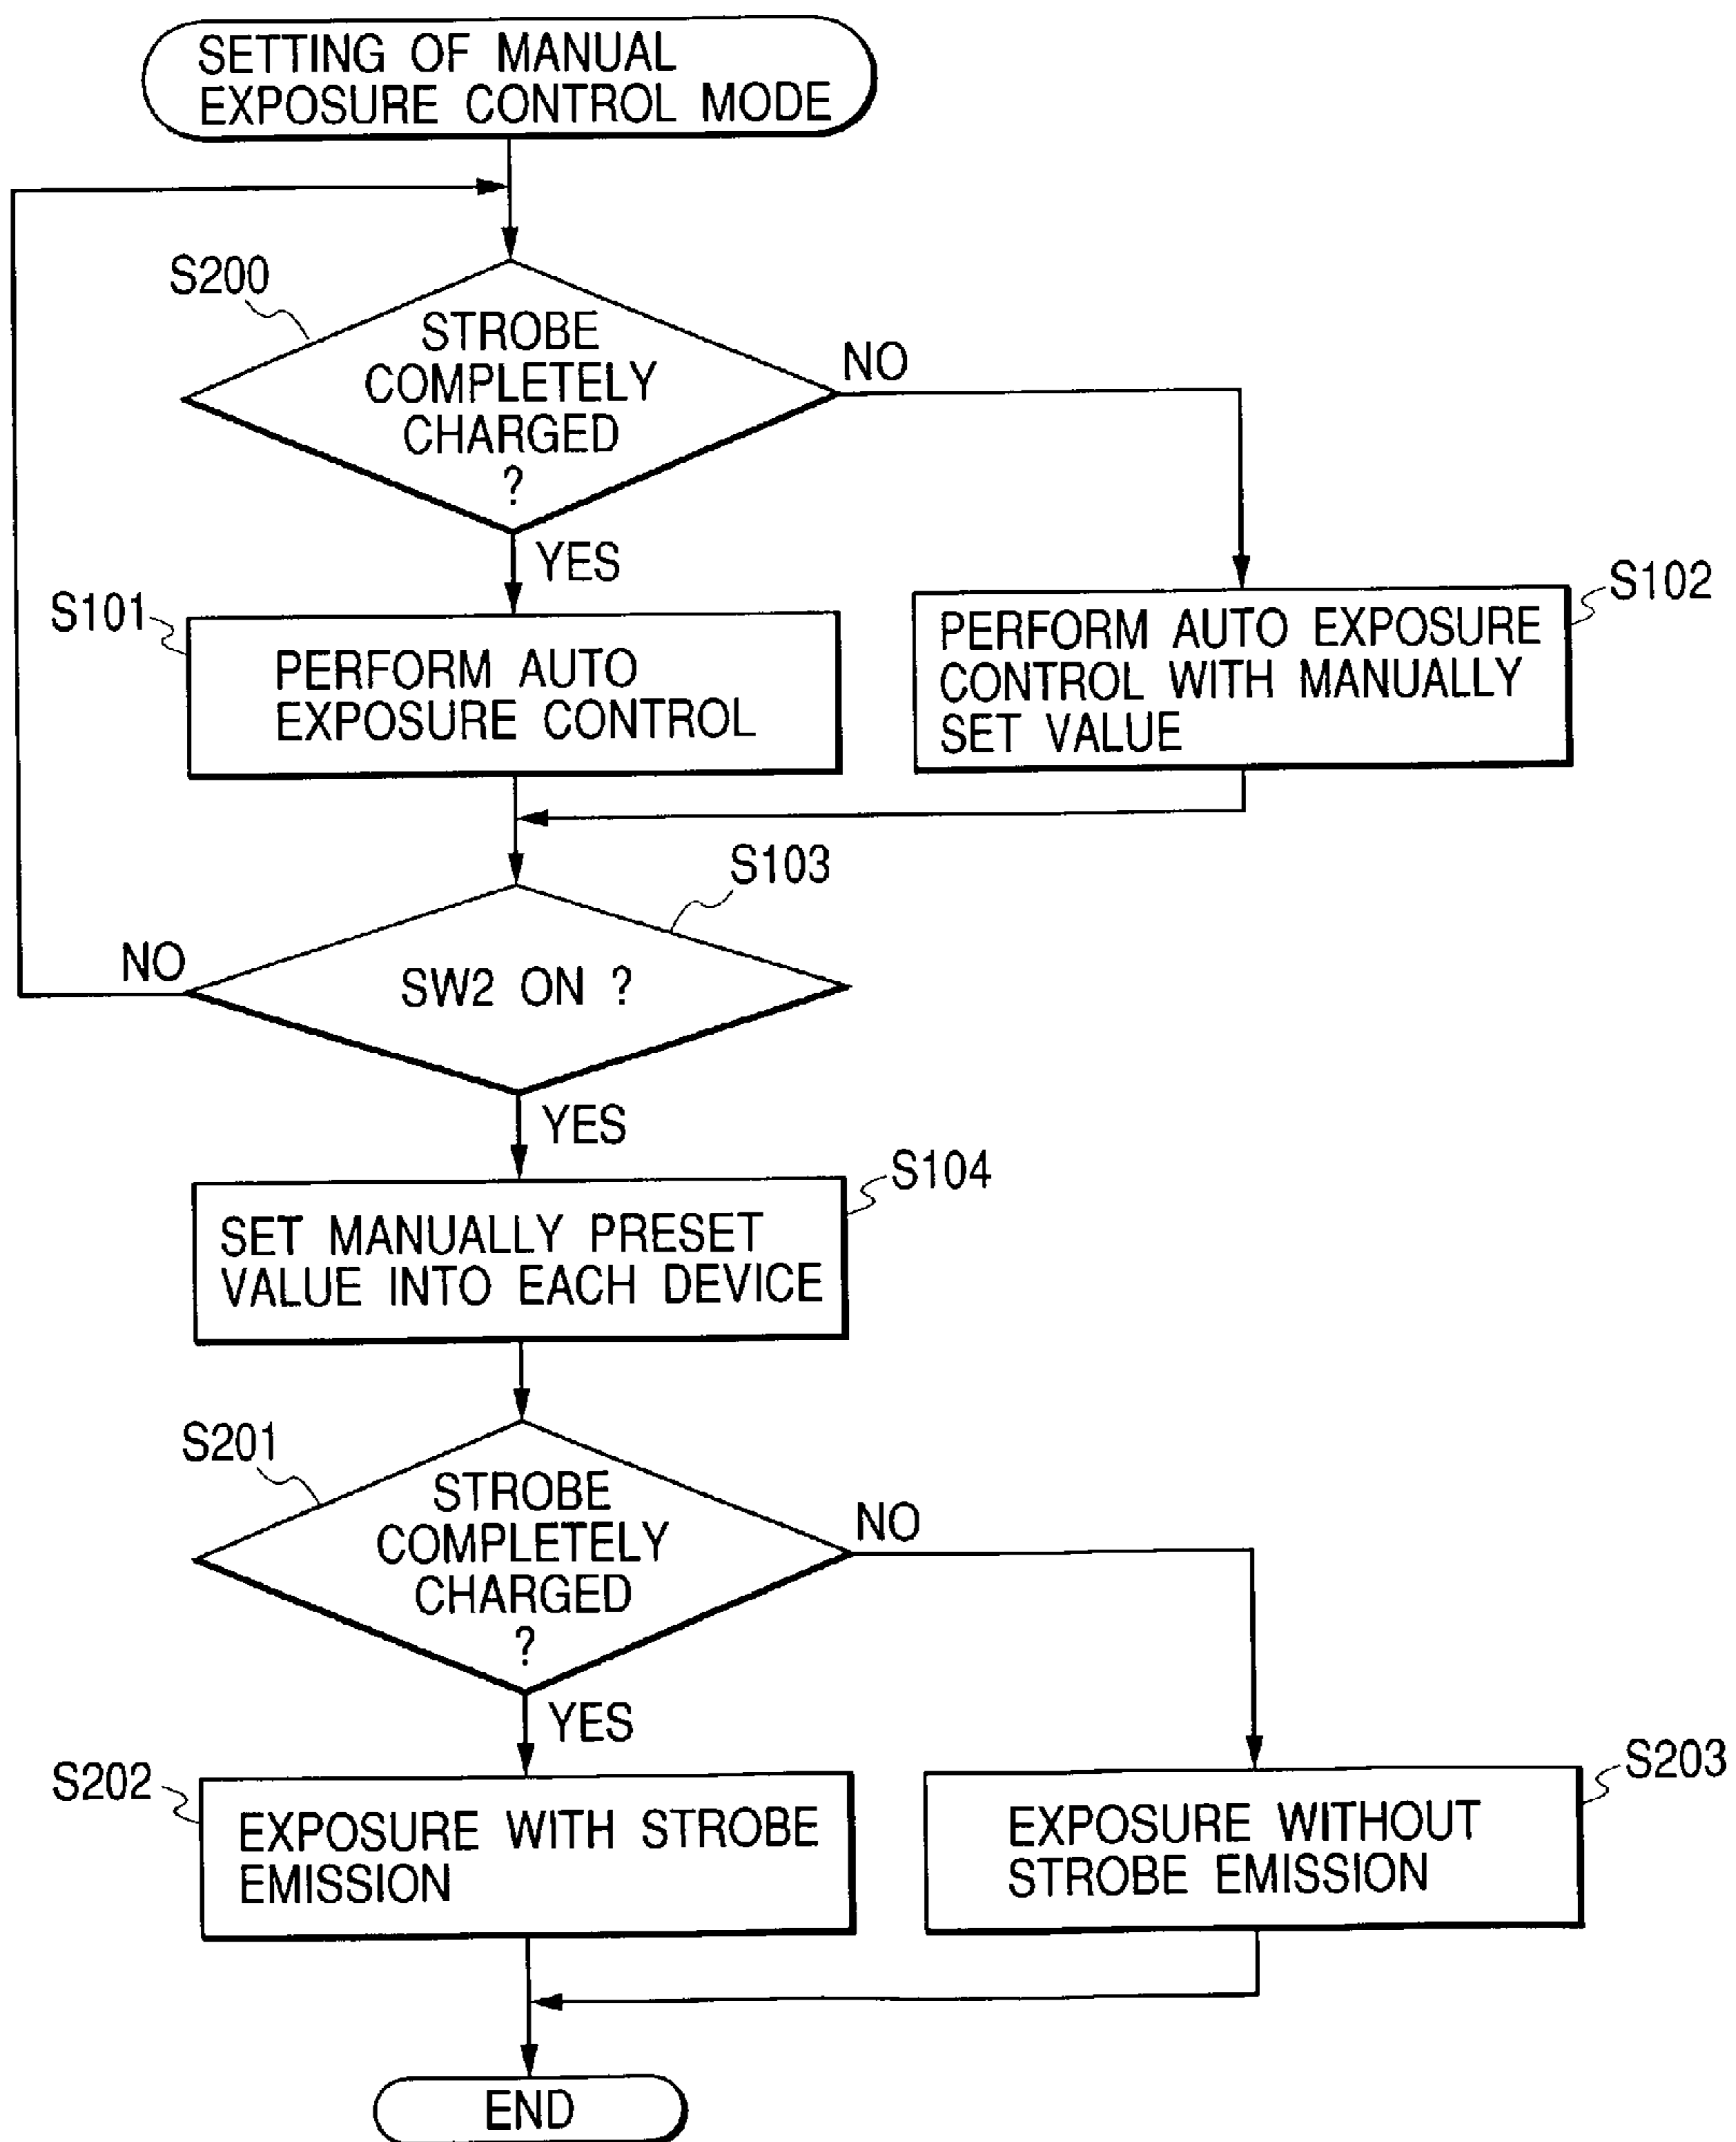 SETTING OF MANUAL
EXPOSURE CONTROL MODE
S200
STROBE
COMPLETELY
CHARGED
?
NO
YES
S101
PERFORM AUTO
EXPOSURE CONTROL
S102
PERFORM AUTO EXPOSURE
CONTROL WITH MANUALLY
SET VALUE
S103
NO
SW2 ON ?
YES
S104
SET MANUALLY PRESET
VALUE INTO EACH DEVICE
S201
STROBE
COMPLETELY
CHARGED
?
NO
YES
S202
EXPOSURE WITH STROBE
EMISSION
S203
EXPOSURE WITHOUT
STROBE EMISSION
END